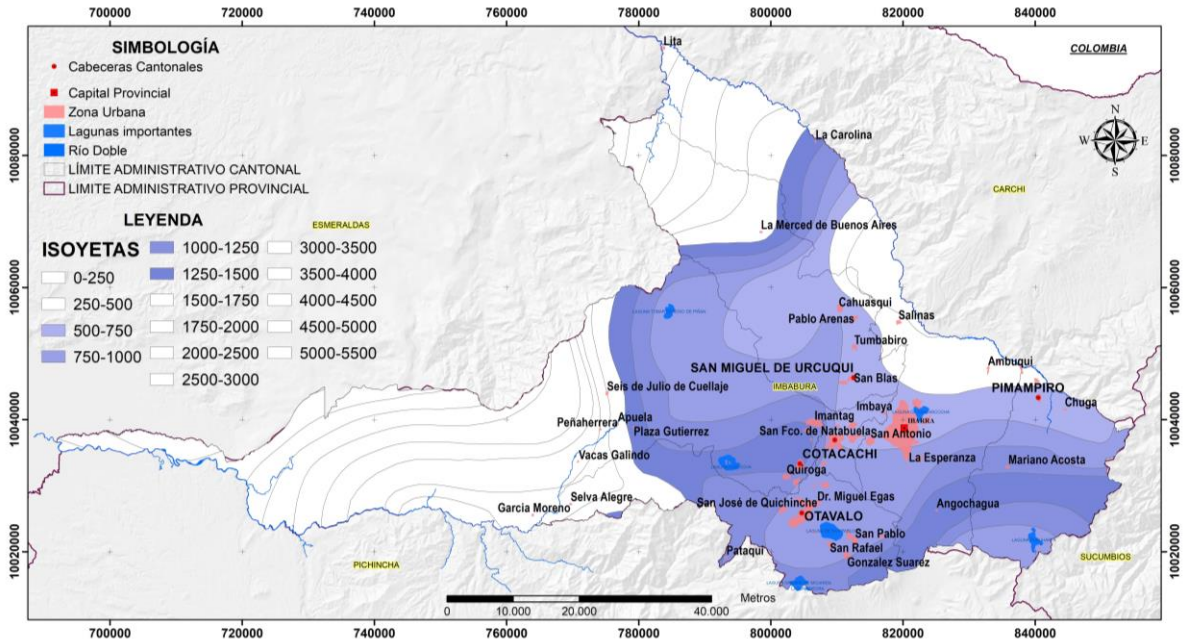 700000 720000 740000 760000 780000 800000 820000 840000
SIMBOLOGÍA
Cabeceras Cantonales
Capital Provincial
Zona Urbana
Lagunas importantes
Río Doble
LÍMITE ADMINISTRATIVO CANTONAL
LIMITE ADMINISTRATIVO PROVINCIAL
LEYENDA
ISOYETAS
0-250
250-500
500-750
750-1000
1000-1250
1250-1500
1500-1750
1750-2000
2000-2500
2500-3000
3000-3500
3500-4000
4000-4500
4500-5000
5000-5500
ESMERALDAS
Lita
COLOMBIA
N
W E
S
La Carolina
CARCHI
La Merced de Buenos Aires
Cahuasqui
Pablo Arenas
Salinas
Tumbabiro
SAN MIGUEL DE URCUQUI
Ambuqui
San Blas
PIMAMPIRO
IMBABURA
Seis de Julio de Cuellaje
Chuga
Imbaya
Peñaherrera
Apuela
Imantag
IBARRA
Plaza Gutierrez
San Fco. de Natabuelas
San Antonio
COTACACHI
La Esperanza
Mariano Acosta
Vacas Galindo
Quiroga
Selva Alegre
San José de Quichinche
Dr. Miguel Egas
Angochagua
García Moreno
OTAVALO
San Pablo
Pataqui
San Rafael
Gonzalez Suarez
SUCUMBIOS
PICHINCHA
Metros
0 10.000 20.000 40.000
10080000
10060000
10040000
10020000
10080000
10060000
10040000
10020000
700000 720000 740000 760000 780000 800000 820000 840000